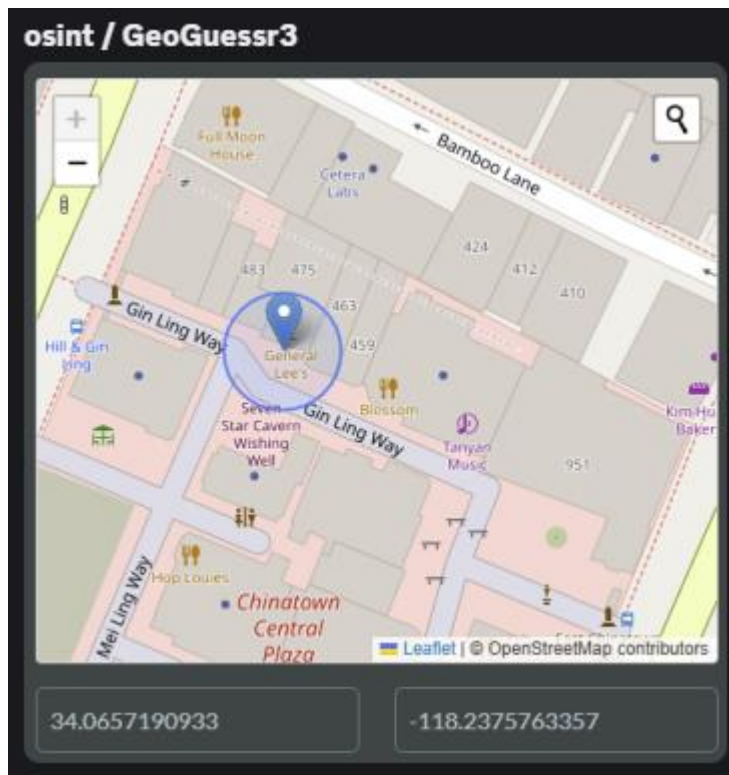 osint / GeoGuessr3
+
−
Full Moon
House
Cetera
Labs
← Bamboo Lane
424
412
410
483
475
463
459
Gin Ling Way
Hill & Gin
Ling
General
Lee's
Blossom
Seven
Star Cavern
Wishing
Well
Gin Ling Way
Tanyao
Music
Kim Hu
Baker
951
Mei Ling Way
Hop Louies
Chinatown
Central
Plaza
Leaflet | © OpenStreetMap contributors
34.0657190933
-118.2375763357